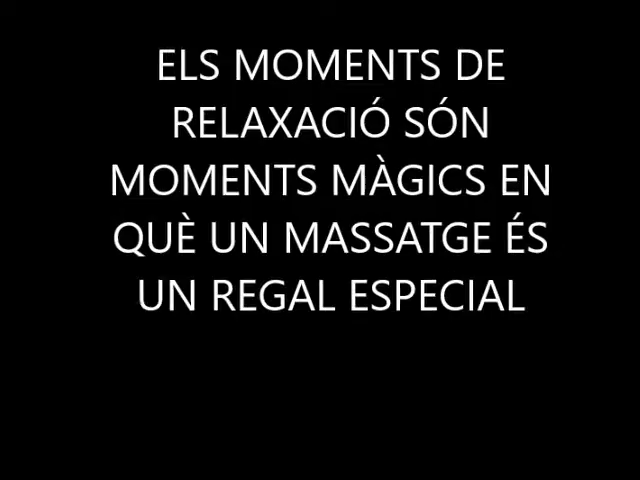 ELS MOMENTS DE
RELAXACIÓ SÓN
MOMENTS MÀGICS EN
QUÈ UN MASSATGE ÉS
UN REGAL ESPECIAL